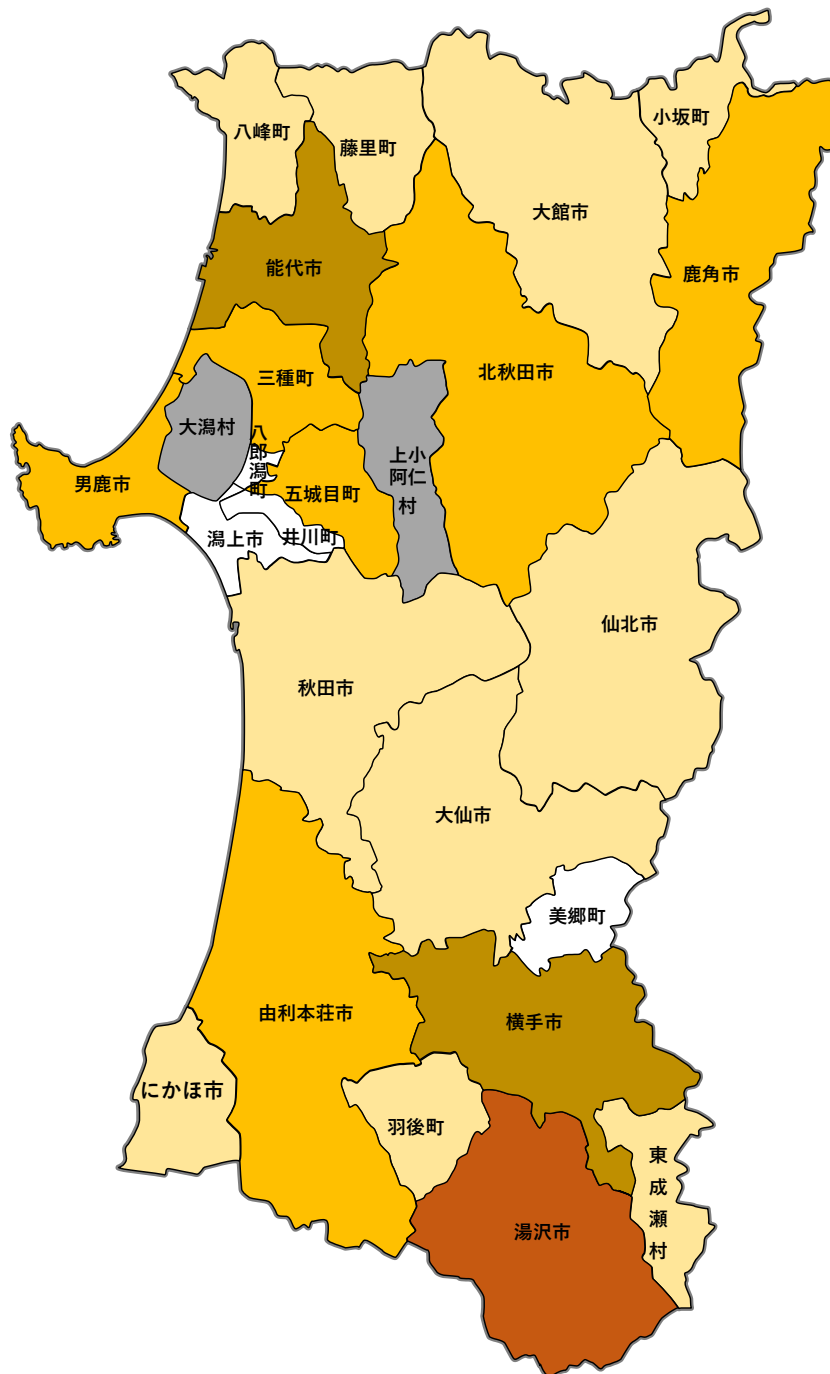 小坂町
八峰町
藤里町
大館市
能代市
鹿角市
北秋田市
三種町
大潟村
八郎潟町
上小
阿仁
村
男鹿市
五城目町
潟上市
井川町
仙北市
秋田市
大仙市
美郷町
由利本荘市
横手市
にかほ市
羽後町
東成瀬村
湯沢市